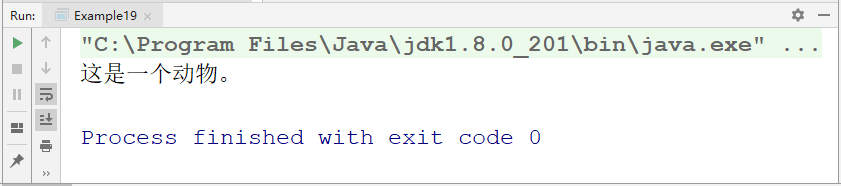 Run: Example19
"C:\Program Files\Java\jdk1.8.0_201\bin\java.exe" ...
这是一个动物。
Process finished with exit code 0